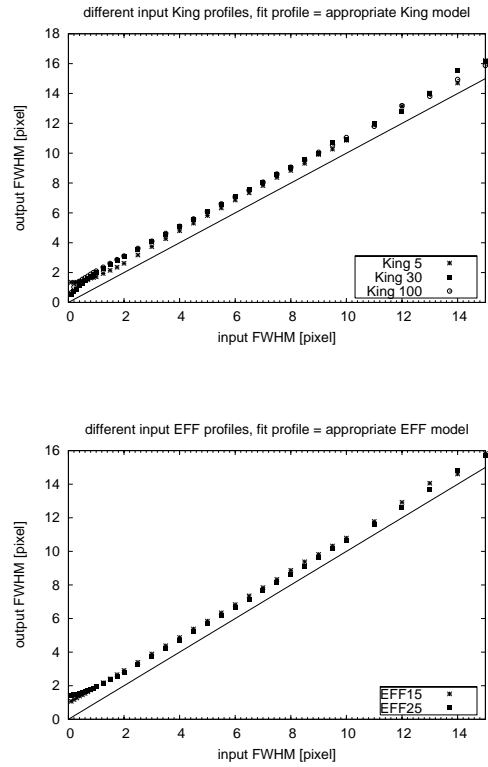 different input King profiles, fit profile = appropriate King model
18
16
14
12
10
8
6
4
2
0
output FWHM [pixel]
King 5
King 30
King 100
0 2 4 6 8 10 12 14
input FWHM [pixel]
different input EFF profiles, fit profile = appropriate EFF model
16
14
12
10
8
6
4
2
0
output FWHM [pixel]
EFF15
EFF25
0 2 4 6 8 10 12 14
input FWHM [pixel]